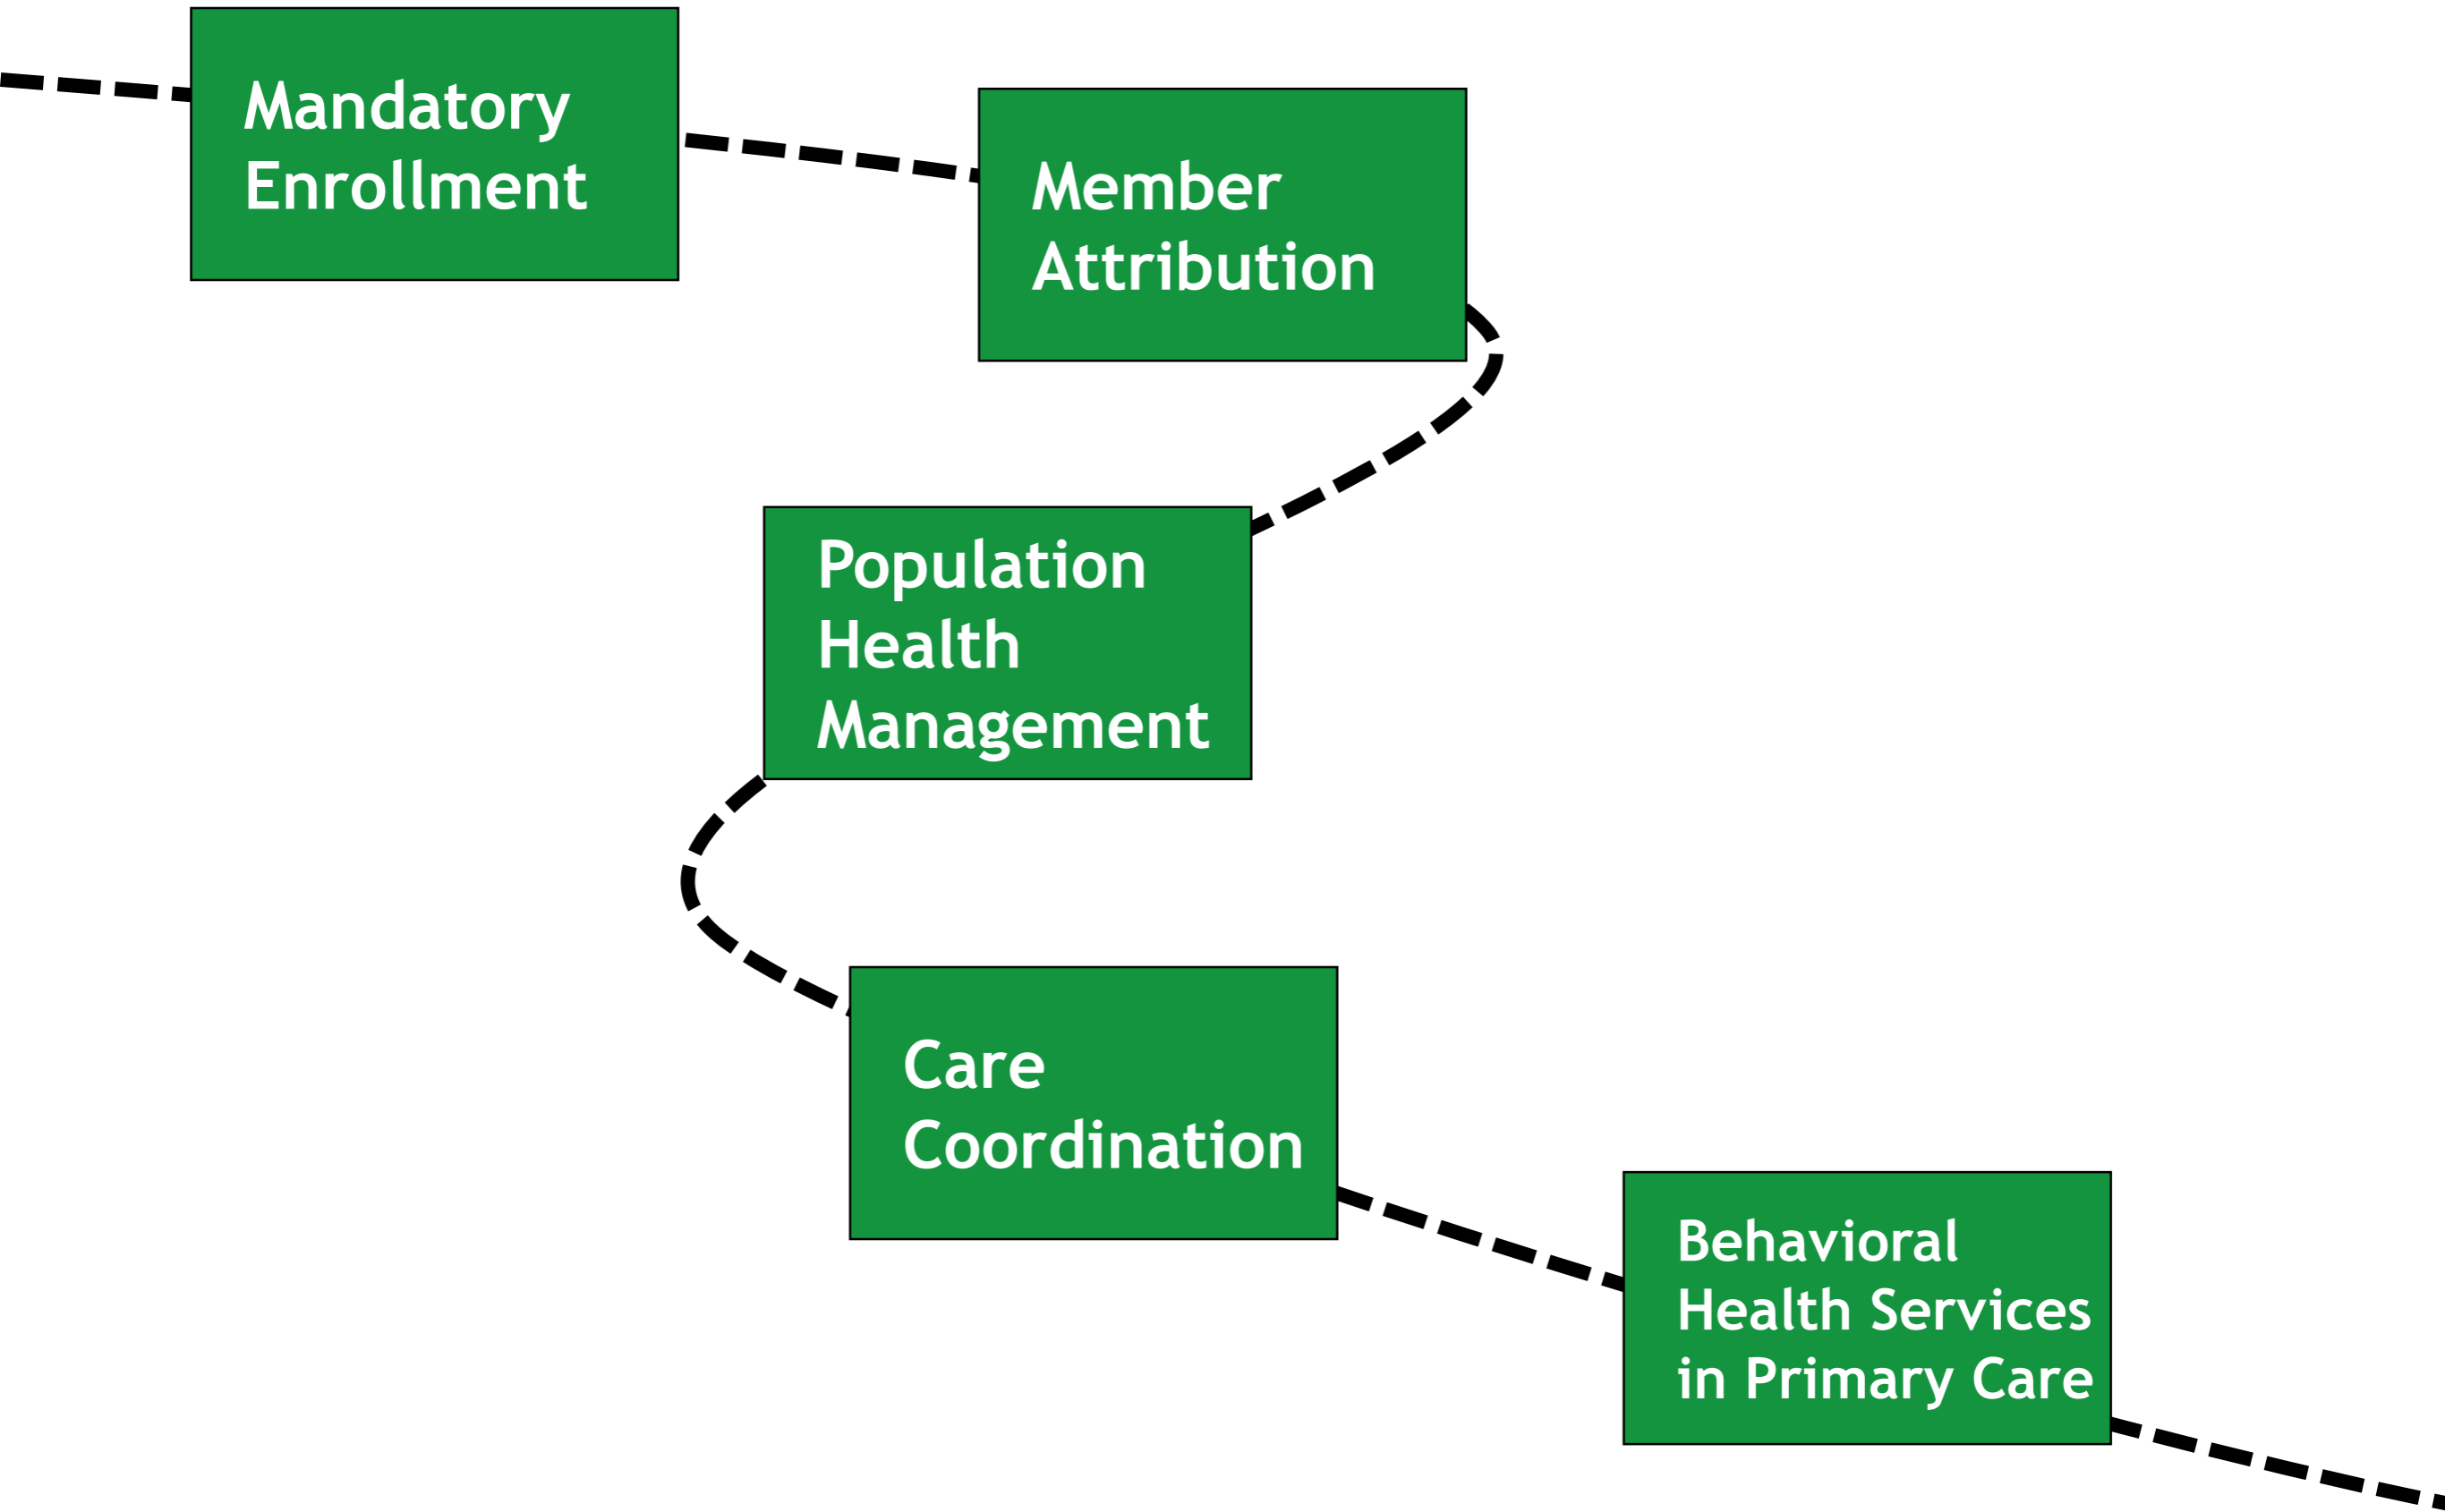 Mandatory
Enrollment
Member
Attribution
Population
Health
Management
Care
Coordination
Behavioral
Health Services
in Primary Care